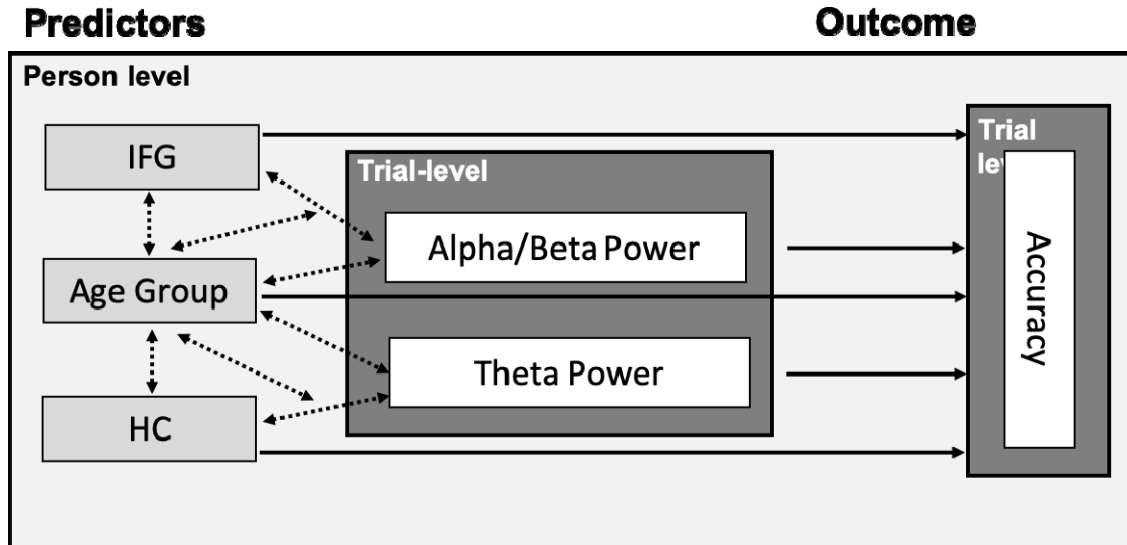 Predictors
Outcome
Person level
IFG
Trial
Trial-level
Alpha/Beta Power
Age Group
Accuracy
Theta Power
HC